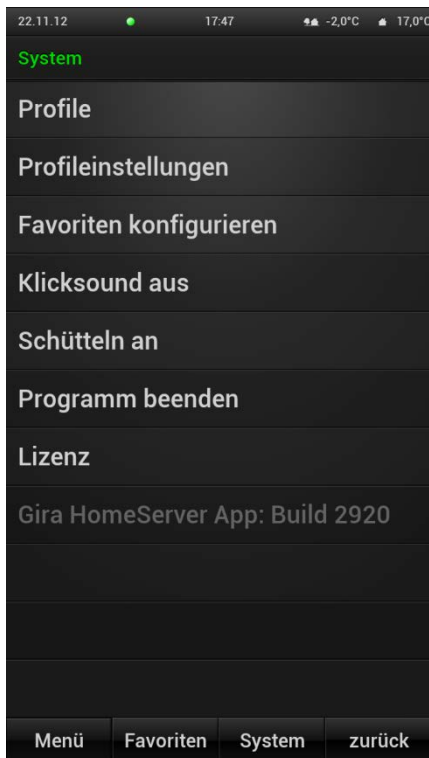 22.11.12 17:47 -2,0°C 17,0°C
System
Profile
Profileinstellungen
Favoriten konfigurieren
Klicksound aus
Schütteln an
Programm beenden
Lizenz
Gira HomeServer App: Build 2920
Menü Favoriten System zurück